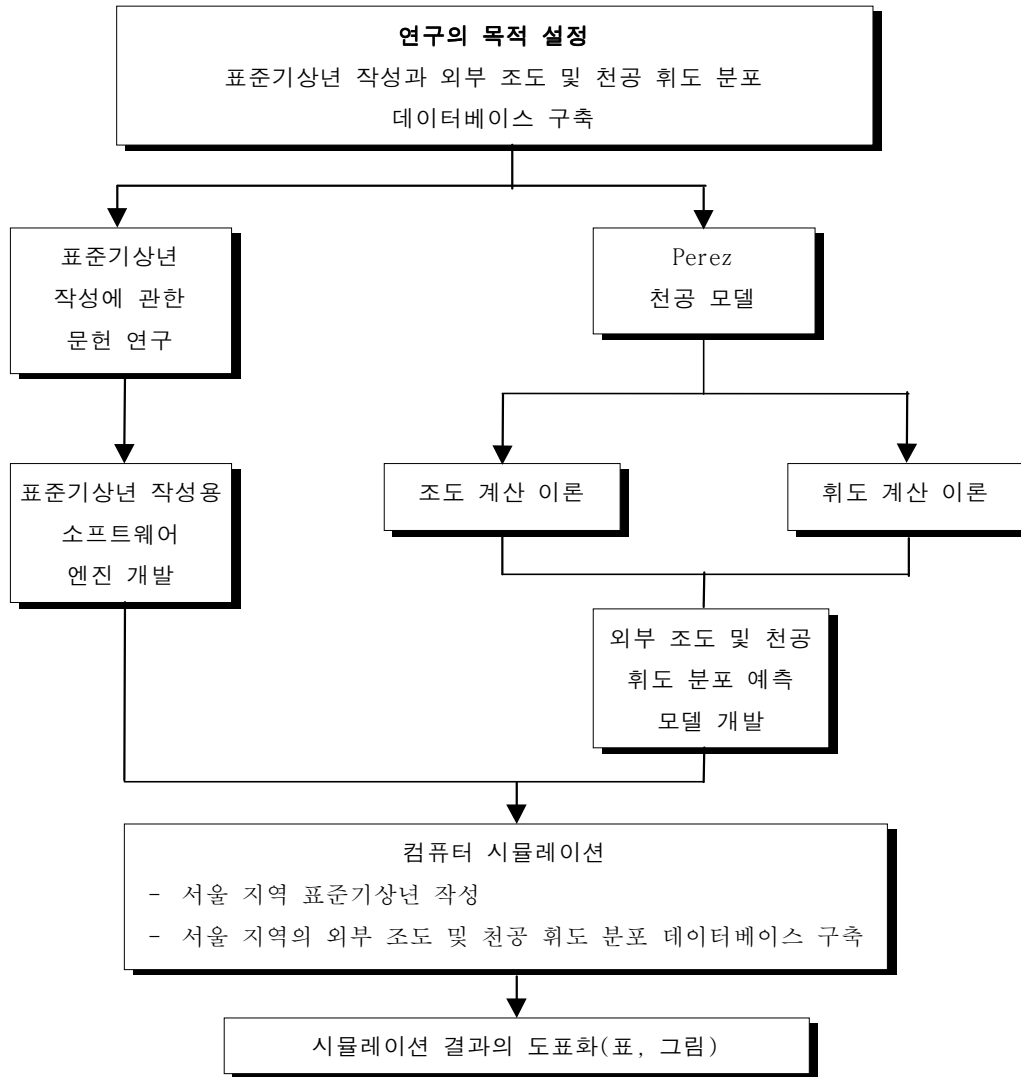 연구의 목적 설정
표준기상년 작성과 외부 조도 및 천공 휘도 분포
데이터베이스 구축
표준기상년
작성에 관한
문헌 연구
Perez
천공 모델
표준기상년 작성용
소프트웨어
엔진 개발
조도 계산 이론
휘도 계산 이론
외부 조도 및 천공
휘도 분포 예측
모델 개발
컴퓨터 시뮬레이션
- 서울 지역 표준기상년 작성
- 서울 지역의 외부 조도 및 천공 휘도 분포 데이터베이스 구축
시뮬레이션 결과의 도표화(표, 그림)